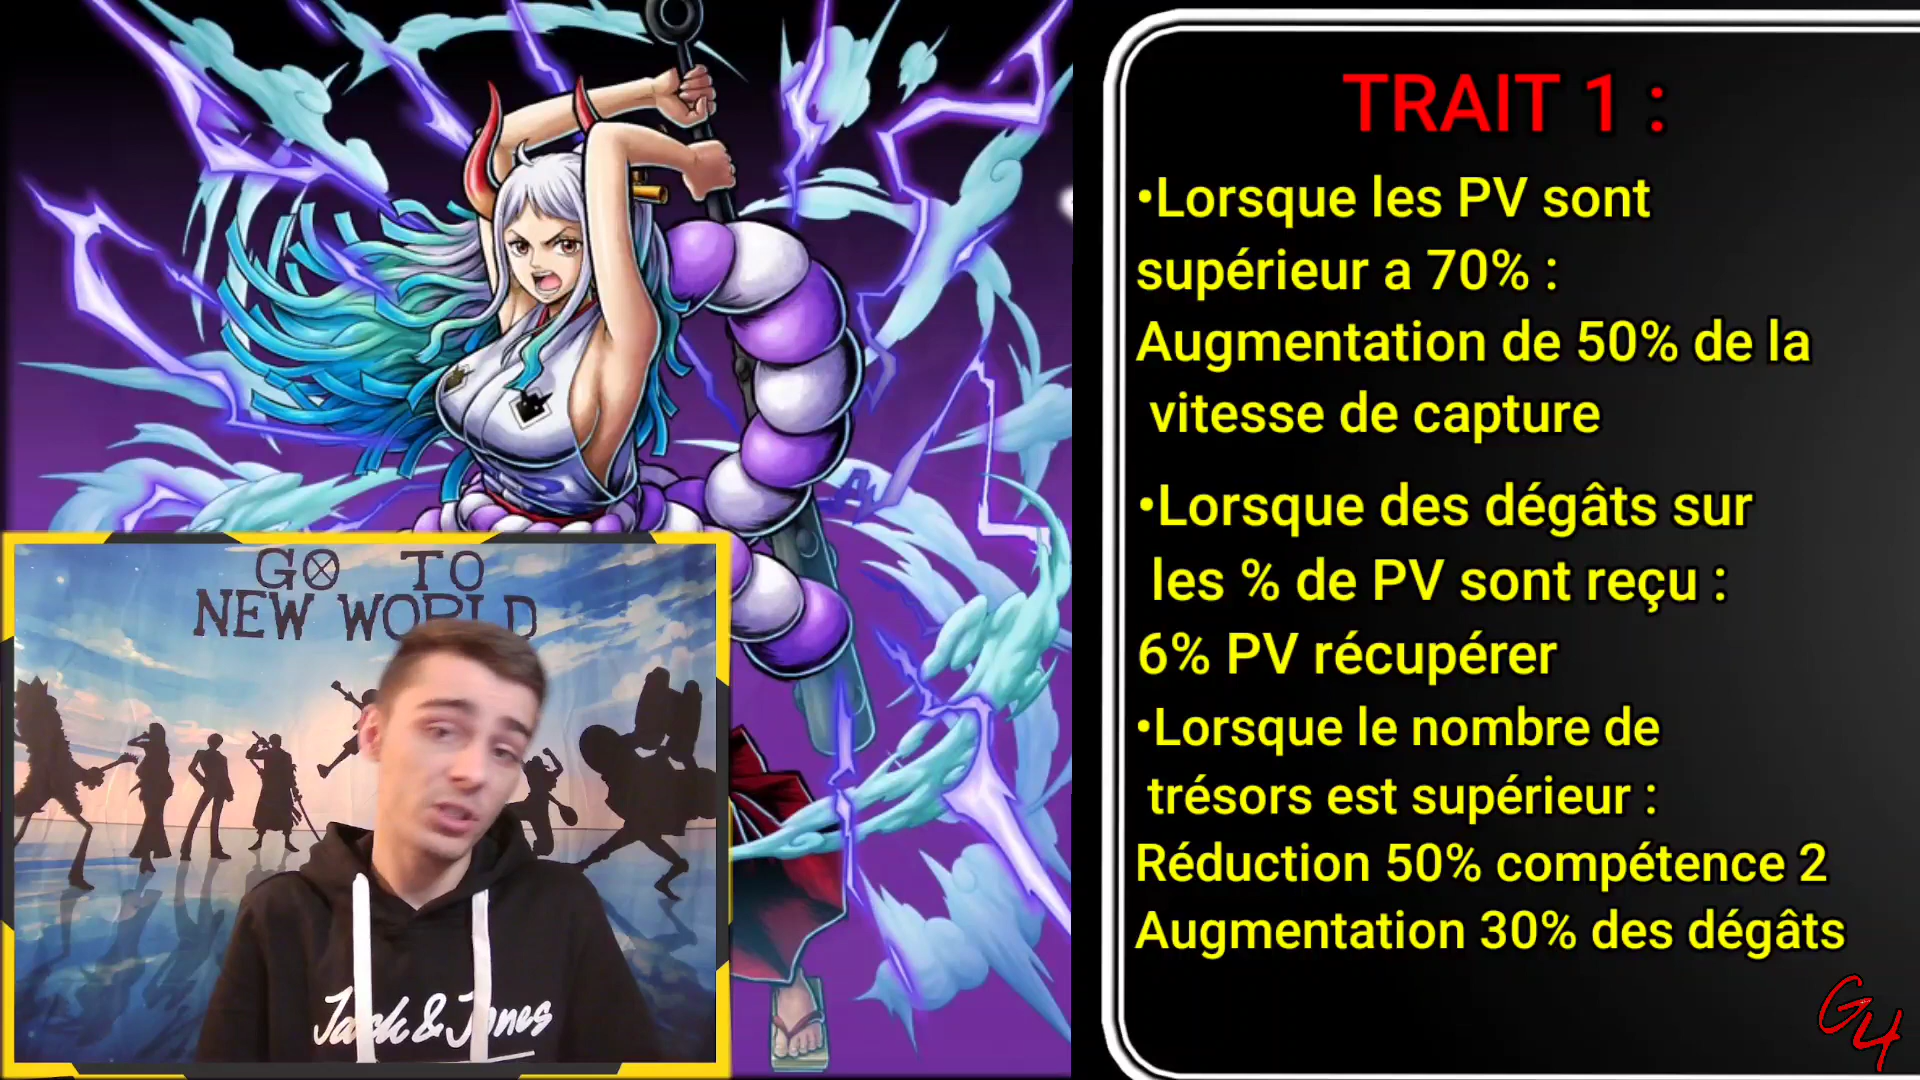 TRAIT 1 :
•Lorsque les PV sont
supérieur a 70% :
Augmentation de 50% de la
vitesse de capture
•Lorsque des dégâts sur
les % de PV sont reçu :
6% PV récupérer
•Lorsque le nombre de
trésors est supérieur :
Réduction 50% compétence 2
Augmentation 30% des dégâts
GO TO
NEW WORLD
Jack & Jones
G4